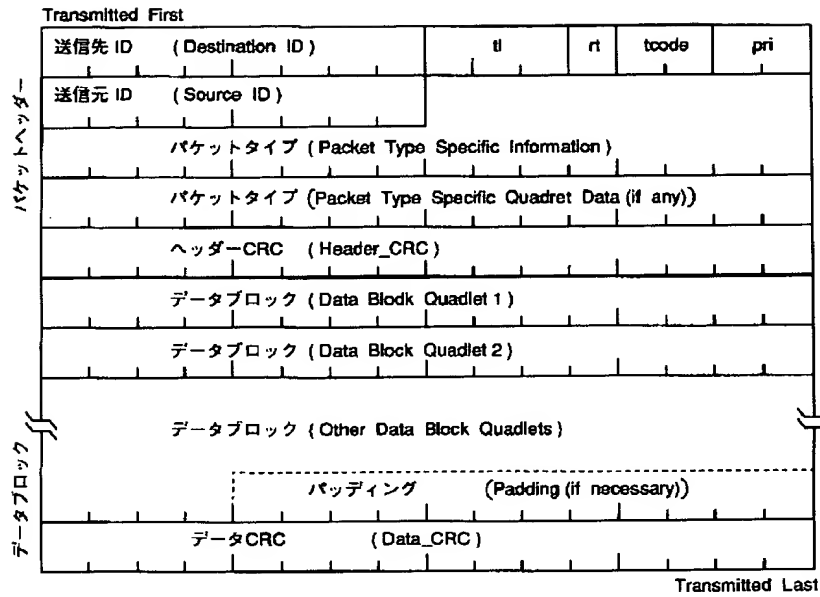 Transmitted First
送信先 ID (Destination ID) tl rt tcode pri
送信元 ID (Source ID)
パケットタイプ (Packet Type Specific Information)
パケットタイプ (Packet Type Specific Quadret Data (if any))
ヘッダーCRC (Header_CRC)
パケットヘッダー
データブロック (Data Blodk Quadlet 1)
データブロック (Data Block Quadlet 2)
データブロック (Other Data Block Quadlets)
パッディング (Padding (if necessary))
データCRC (Data_CRC)
データブロック
Transmitted Last